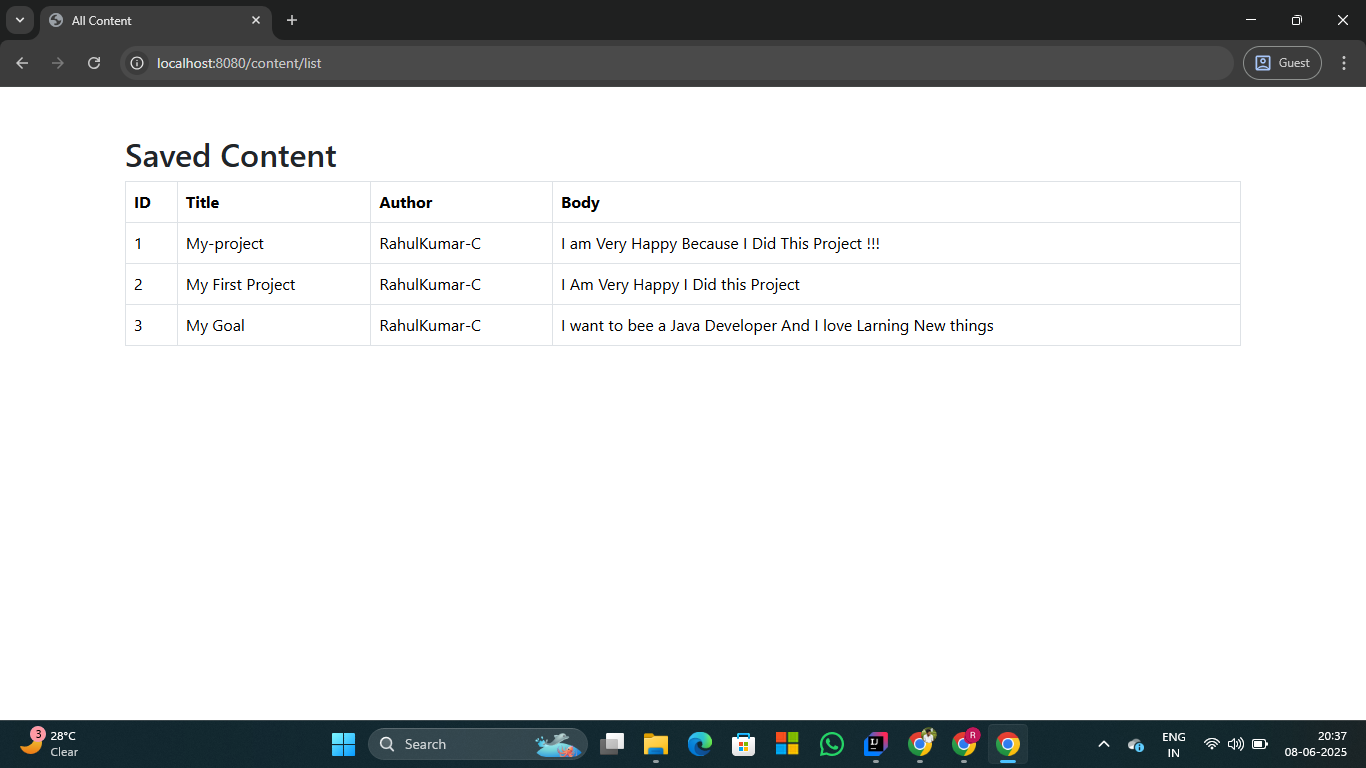 All Content
localhost:8080/content/list
Guest
Saved Content
ID Title Author Body
1 My-project RahulKumar-C I am Very Happy Because I Did This Project !!!
2 My First Project RahulKumar-C I Am Very Happy I Did this Project
3 My Goal RahulKumar-C I want to bee a Java Developer And I love Larning New things
3
28°C
Clear
Search
IJ
R
ENG
IN
20:37
08-06-2025